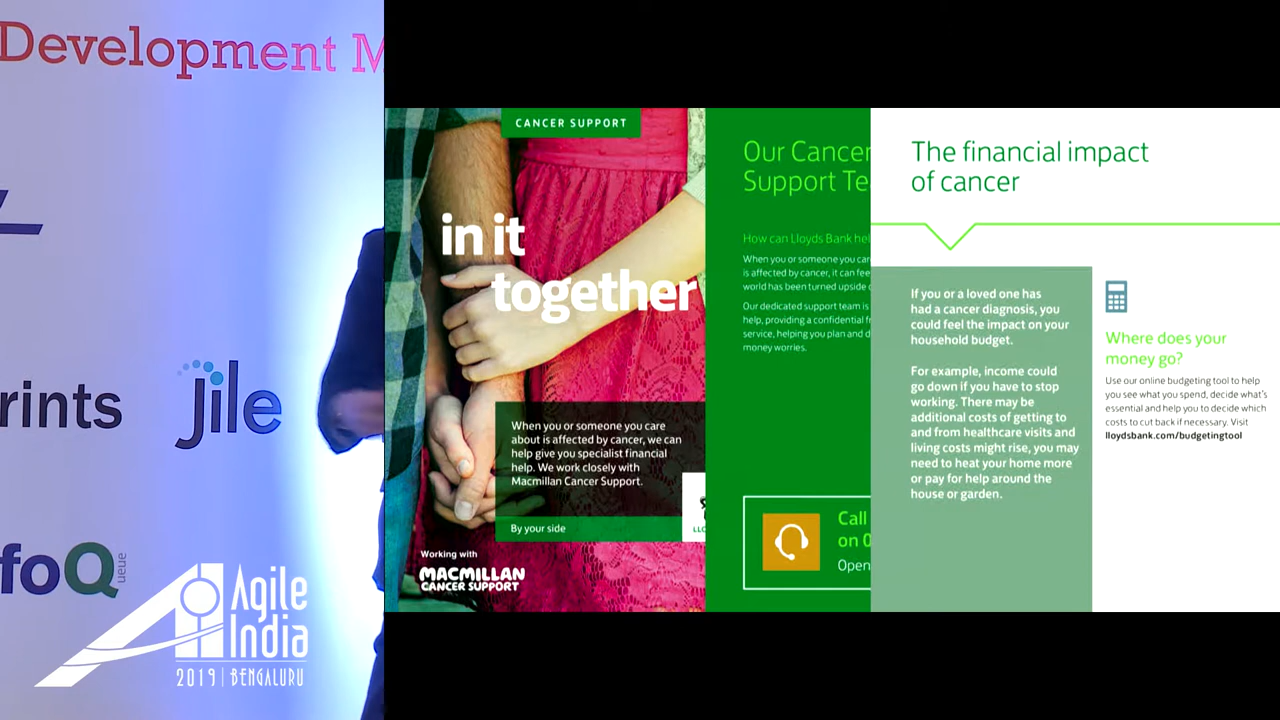 Development M
rints
jile
foQ
Agile
India
2019 | BENGALURU
CANCER SUPPORT
in it
together
When you or someone you care
about is affected by cancer, we can
help give you specialist financial
help. We work closely with
Macmillan Cancer Support.
By your side
Working with
MACMILLAN
CANCER SUPPORT
Our Cancer
Support Te
How can Lloyds Bank hel
When you or someone you car
is affected by cancer, it can fee
world has been turned upside
Our dedicated support team is
help, providing a confidential f
service, helping you plan and d
money worries.
Call
on 0
Open
The financial impact
of cancer
If you or a loved one has
had a cancer diagnosis, you
could feel the impact on your
household budget.
For example, income could
go down if you have to stop
working. There may be
additional costs of getting to
and from healthcare visits and
living costs might rise, you may
need to heat your home more
or pay for help around the
house or garden.
Where does your
money go?
Use our online budgeting tool to help
you see what you spend, decide what's
essential and help you to decide which
costs to cut back if necessary. Visit
lloydsbank.com/budgetingtool